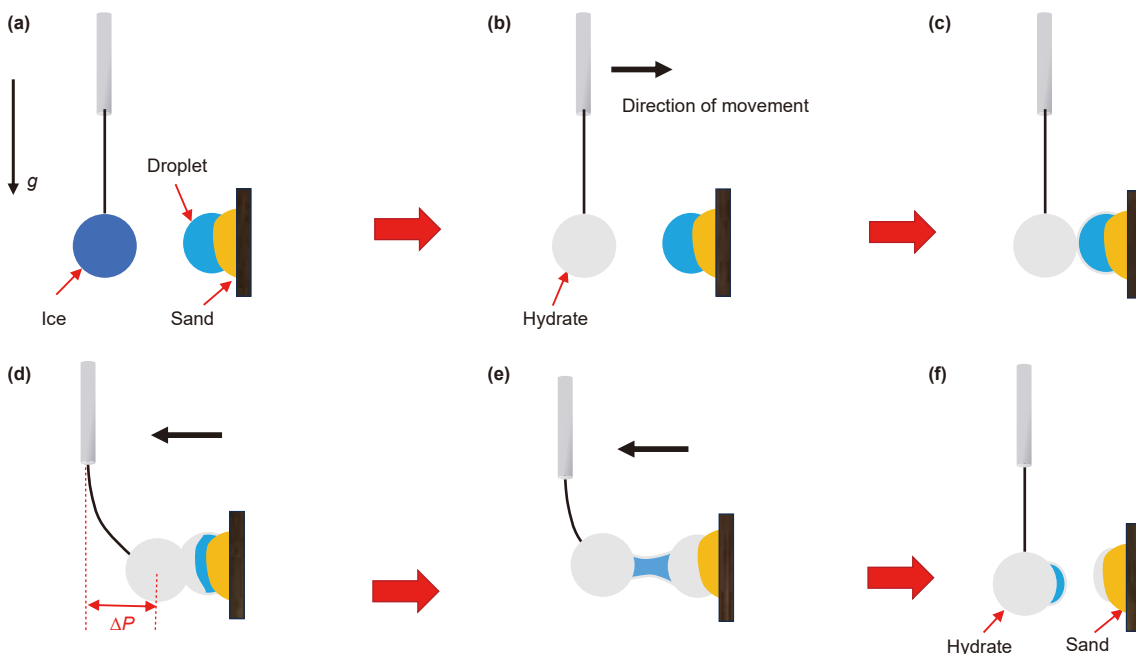 (a)
(b)
(c)
Direction of movement
g
Droplet
Ice
Sand
Hydrate
(d)
(e)
(f)
ΔP
Hydrate
Sand